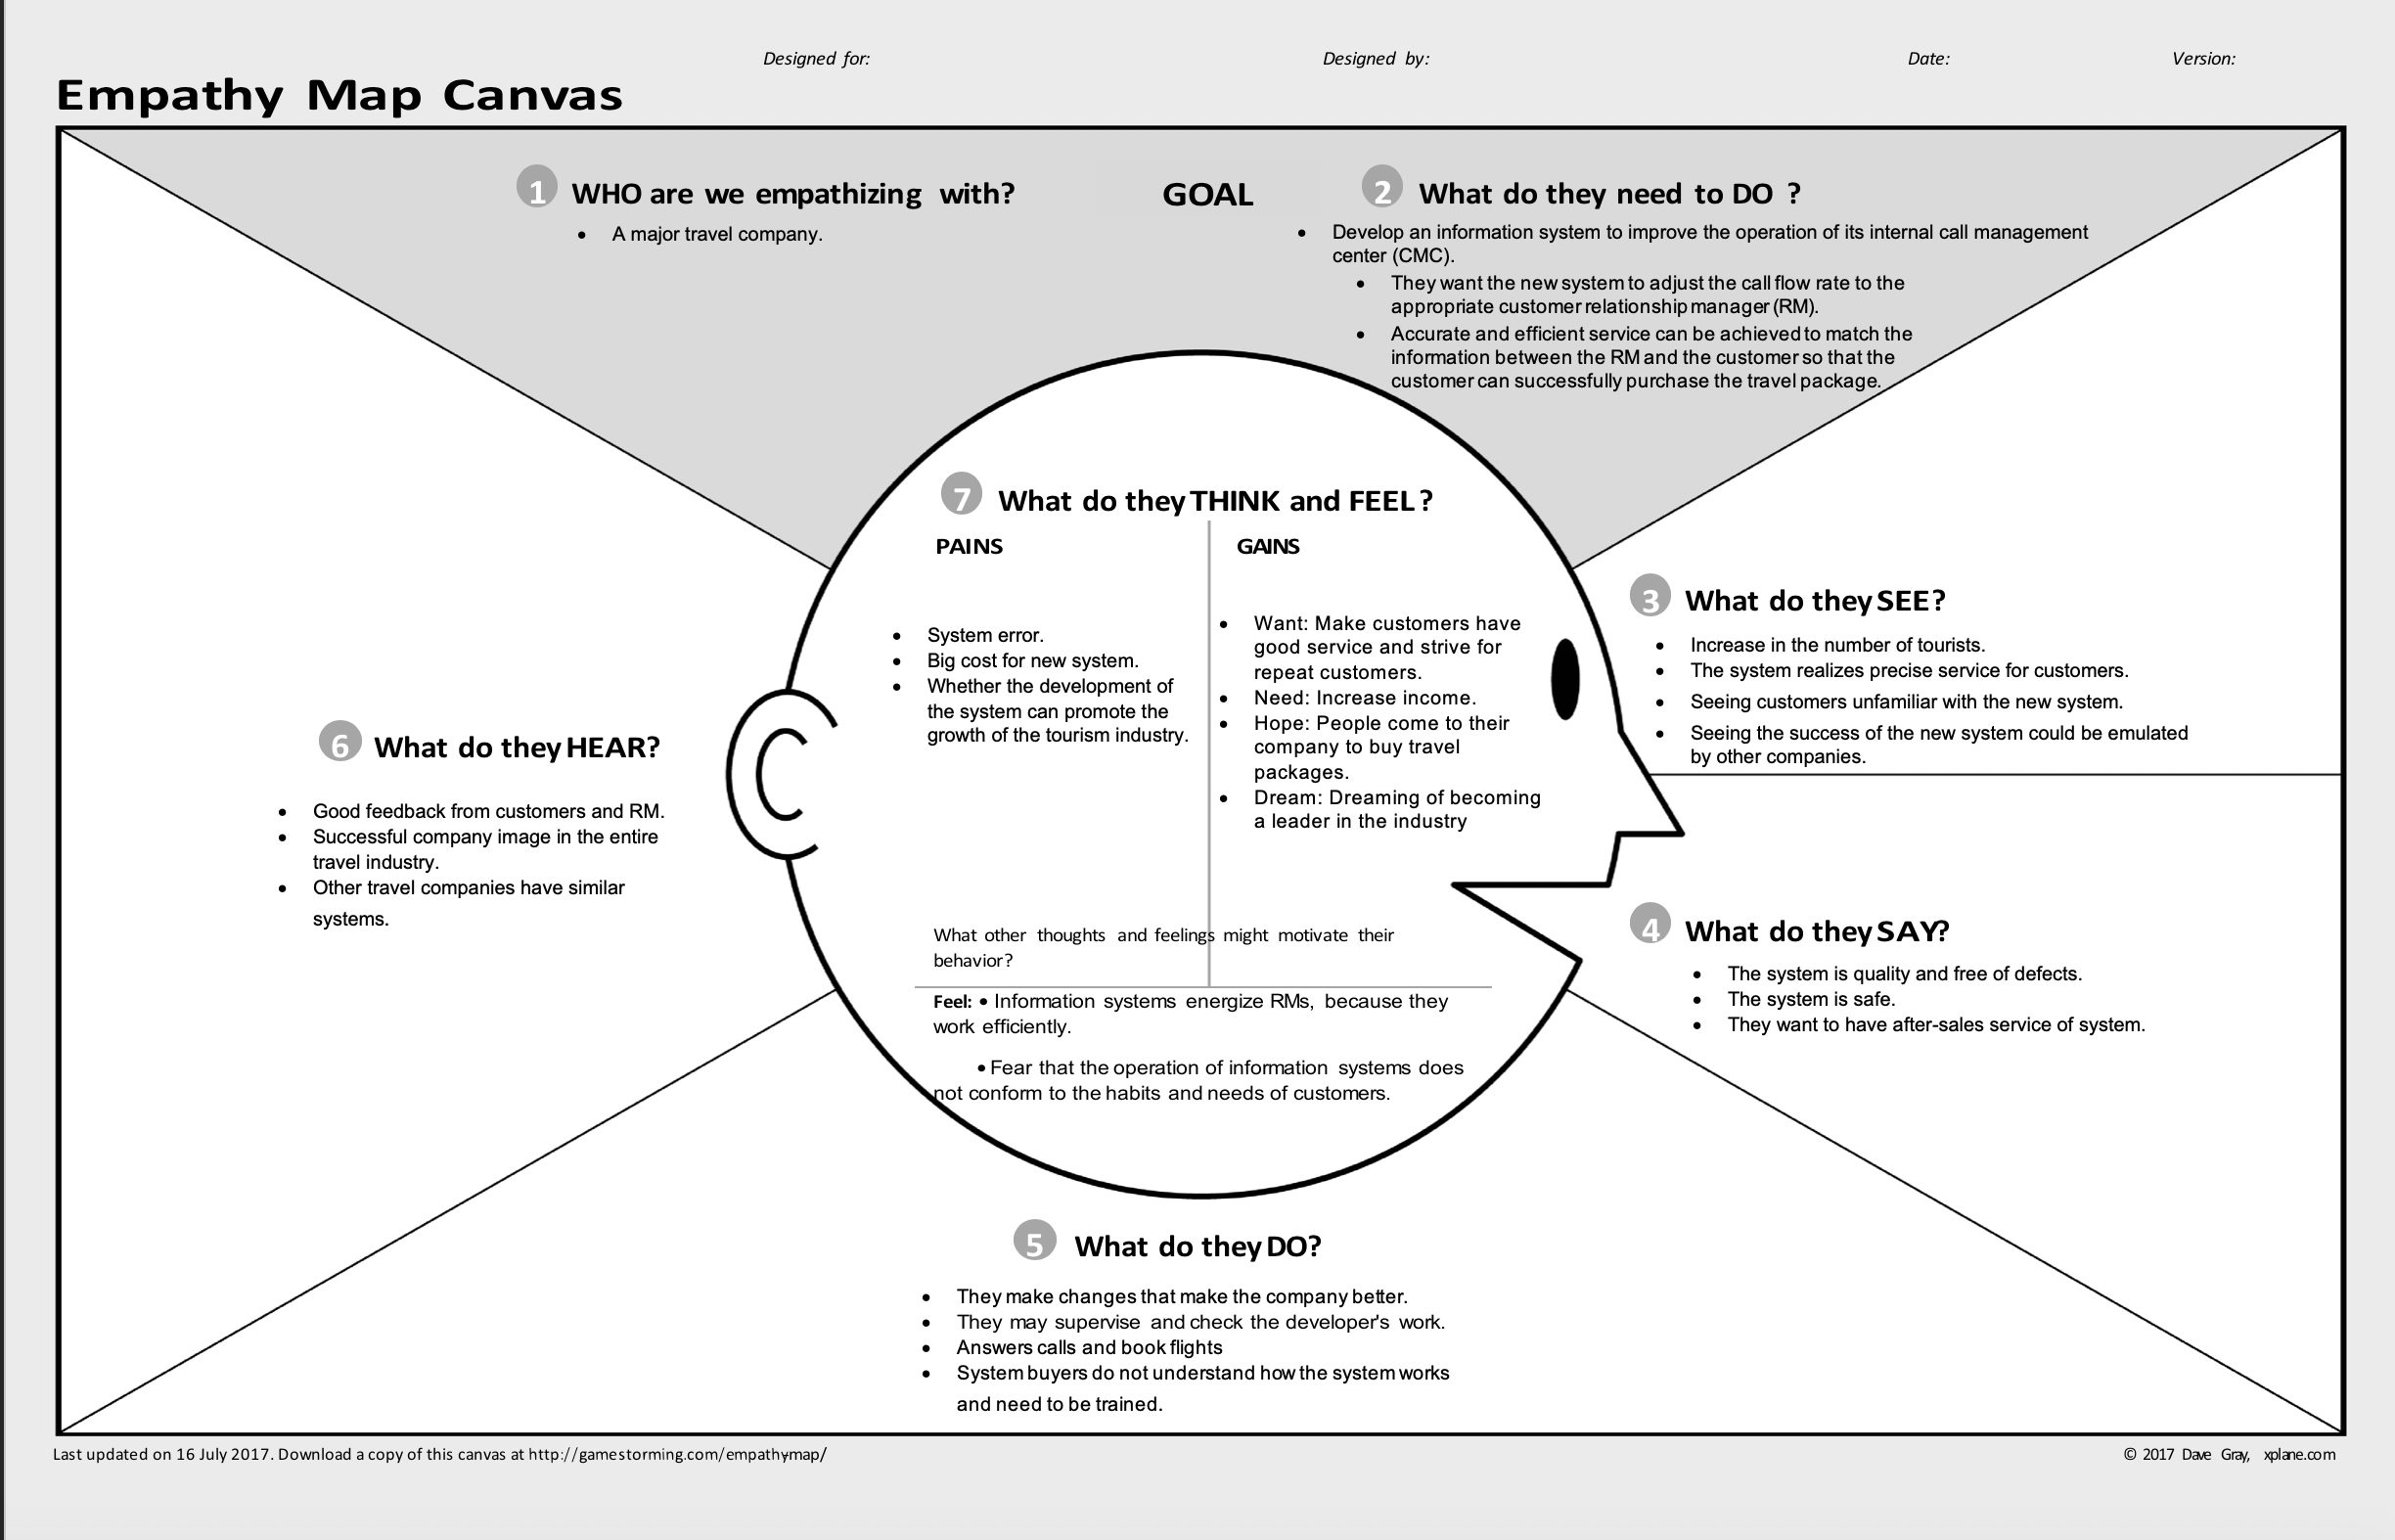 Designed for:
Designed by:
Date:
Version:
Empathy Map Canvas
1 WHO are we empathizing with?
• A major travel company.
GOAL
2 What do they need to DO ?
• Develop an information system to improve the operation of its internal call management
center (CMC).
• They want the new system to adjust the call flow rate to the
appropriate customer relationship manager (RM).
• Accurate and efficient service can be achieved to match the
information between the RM and the customer so that the
customer can successfully purchase the travel package.
7 What do they THINK and FEEL?
PAINS
• System error.
• Big cost for new system.
• Whether the development of
the system can promote the
growth of the tourism industry.
GAINS
• Want: Make customers have
good service and strive for
repeat customers.
• Need: Increase income.
• Hope: People come to their
company to buy travel
packages.
• Dream: Dreaming of becoming
a leader in the industry
What other thoughts and feelings might motivate their
behavior?
Feel: • Information systems energize RMs, because they
work efficiently.
• Fear that the operation of information systems does
not conform to the habits and needs of customers.
3 What do they SEE?
• Increase in the number of tourists.
• The system realizes precise service for customers.
• Seeing customers unfamiliar with the new system.
• Seeing the success of the new system could be emulated
by other companies.
4 What do they SAY?
• The system is quality and free of defects.
• The system is safe.
• They want to have after-sales service of system.
6 What do they HEAR?
• Good feedback from customers and RM.
• Successful company image in the entire
travel industry.
• Other travel companies have similar
systems.
5 What do they DO?
• They make changes that make the company better.
• They may supervise and check the developer's work.
• Answers calls and book flights
• System buyers do not understand how the system works
and need to be trained.
Last updated on 16 July 2017. Download a copy of this canvas at http://gamestorming.com/empathy-map/
© 2017 Dave Gray, xplane.com